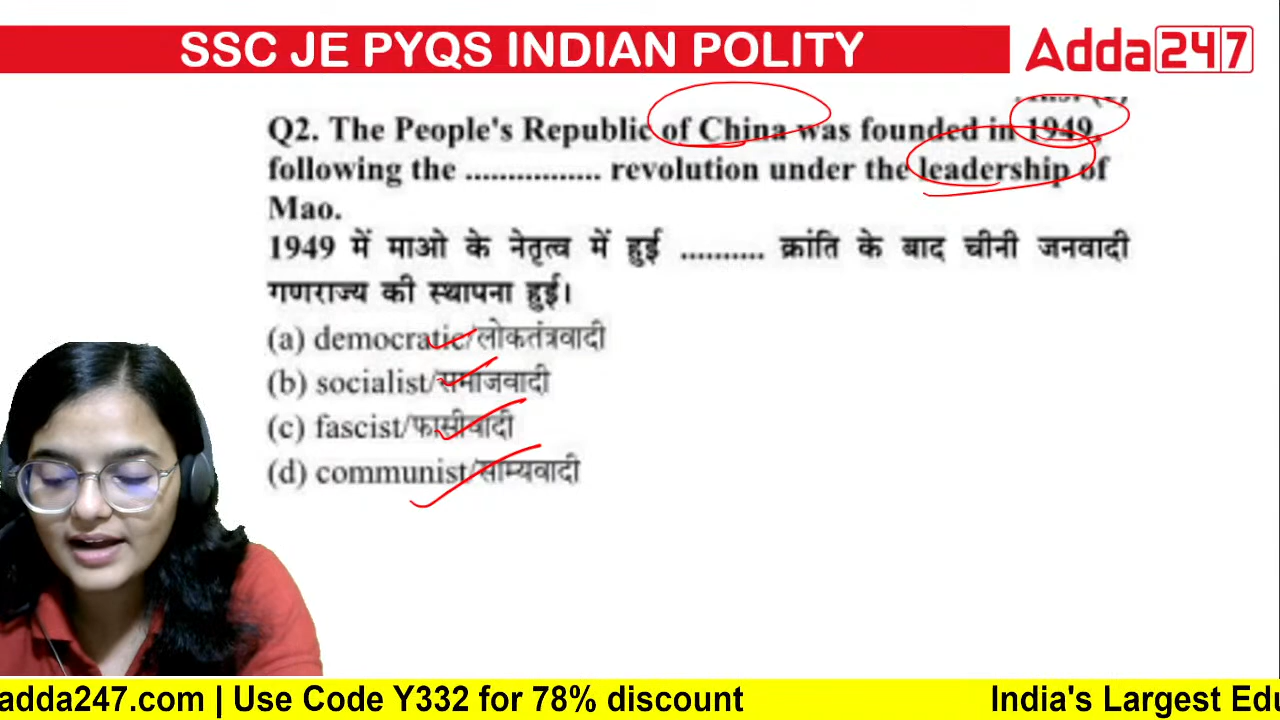 SSC JE PYQS INDIAN POLITY
Adda247
Q2. The People's Republic of China was founded in 1949,
following the ................. revolution under the leadership of
Mao.
1949 में माओ के नेतृत्व में हुई .......... क्रांति के बाद चीनी जनवादी
गणराज्य की स्थापना हुई।
(a) democratic/लोकतंत्रवादी
(b) socialist/समाजवादी
(c) fascist/फासीवादी
(d) communist/साम्यवादी
adda247.com | Use Code Y332 for 78% discount
India's Largest Edu